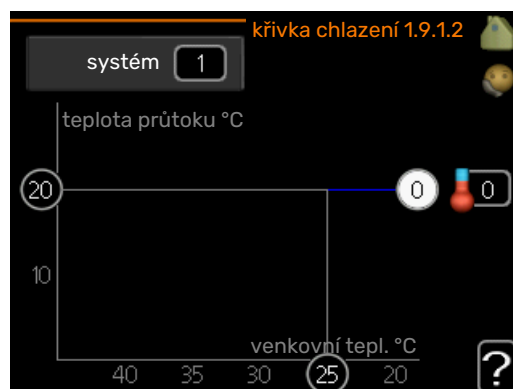 křivka chlazení 1.9.1.2
systém 1
teplota průtoku °C
20 0 0
10
venkovní tepl. °C
40 35 30 25 20 ?